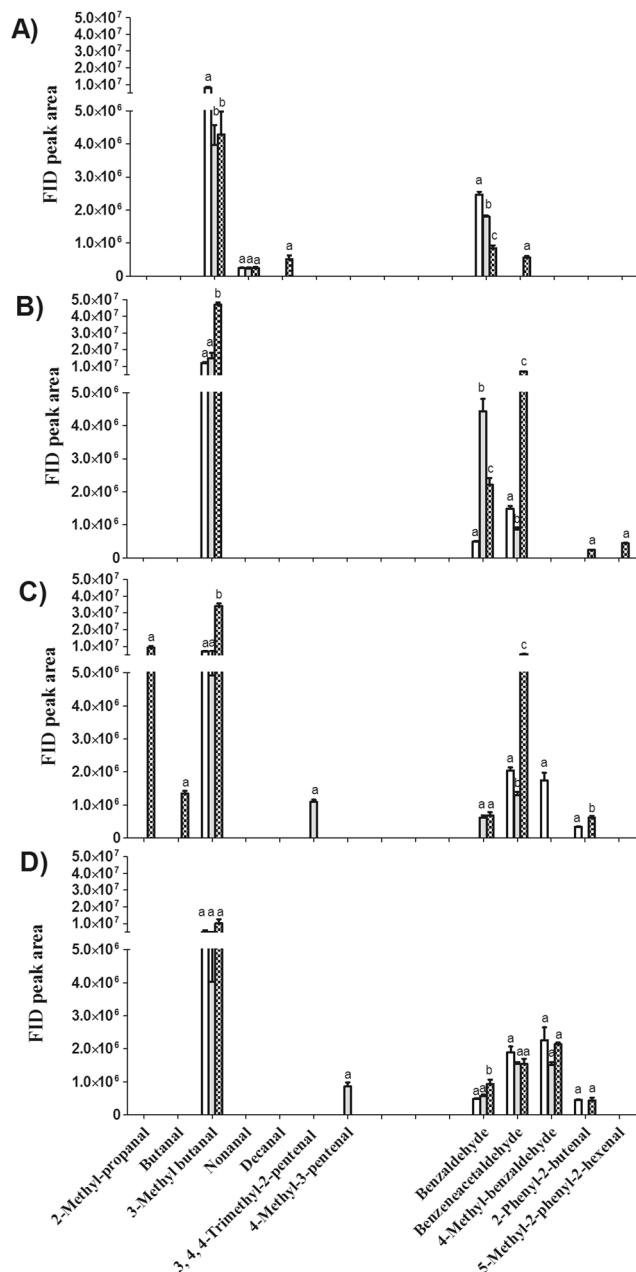 A)
FID peak area
5.0×10⁷
4.0×10⁷
3.0×10⁷
2.0×10⁷
1.0×10⁷
5.0×10⁶
4.0×10⁶
3.0×10⁶
2.0×10⁶
1.0×10⁶
0
a b b
a a a
a
a b c
a
B)
FID peak area
5.0×10⁷
4.0×10⁷
3.0×10⁷
2.0×10⁷
1.0×10⁷
5.0×10⁶
4.0×10⁶
3.0×10⁶
2.0×10⁶
1.0×10⁶
0
a a b
b c
a b c
a
a
C)
FID peak area
5.0×10⁷
4.0×10⁷
3.0×10⁷
2.0×10⁷
1.0×10⁷
5.0×10⁶
4.0×10⁶
3.0×10⁶
2.0×10⁶
1.0×10⁶
0
a
a
a a b
a
a a
a b c
a
a b
D)
FID peak area
5.0×10⁷
4.0×10⁷
3.0×10⁷
2.0×10⁷
1.0×10⁷
5.0×10⁶
4.0×10⁶
3.0×10⁶
2.0×10⁶
1.0×10⁶
0
a a a
a
a a b
a a a
a a a
a a
2-Methyl-propanal
Butanal
3-Methyl butanal
Nonanal
Decanal
3, 4, 4-Trimethyl-2-pentenal
4-Methyl-3-pentenal
Benzaldehyde
Benzeneacetaldehyde
4-Methyl-benzaldehyde
2-Phenyl-2-butenal
5-Methyl-2-phenyl-2-hexenal